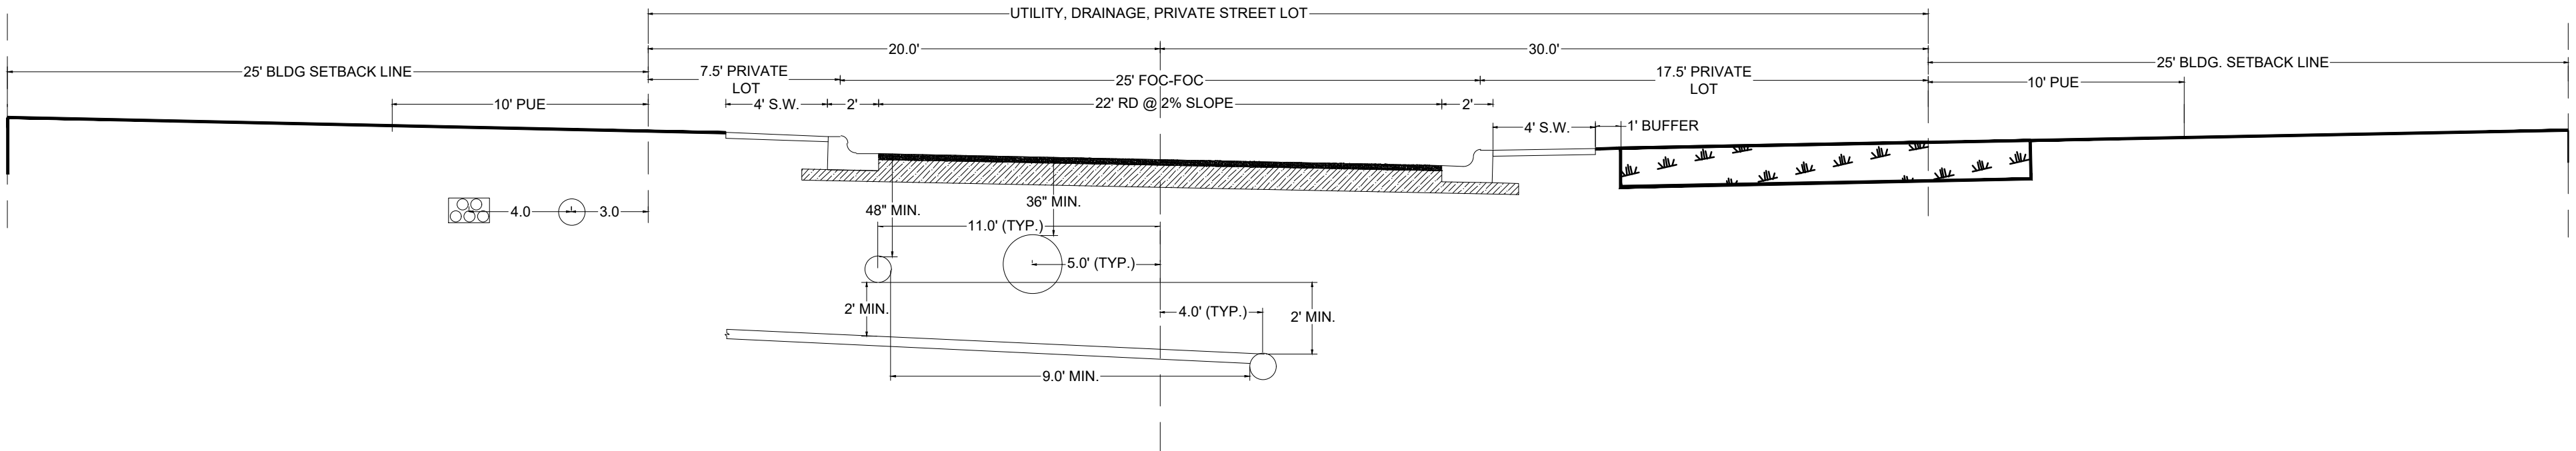 UTILITY, DRAINAGE, PRIVATE STREET LOT
20.0'
30.0'
25' BLDG SETBACK LINE
7.5' PRIVATE
LOT
25' FOC-FOC
17.5' PRIVATE
LOT
25' BLDG. SETBACK LINE
10' PUE
10' PUE
4' S.W.
2'
22' RD @ 2% SLOPE
2'
4' S.W.
1' BUFFER
4.0
3.0
48" MIN.
36" MIN.
11.0' (TYP.)
5.0' (TYP.)
2' MIN.
4.0' (TYP.)
2' MIN.
9.0' MIN.